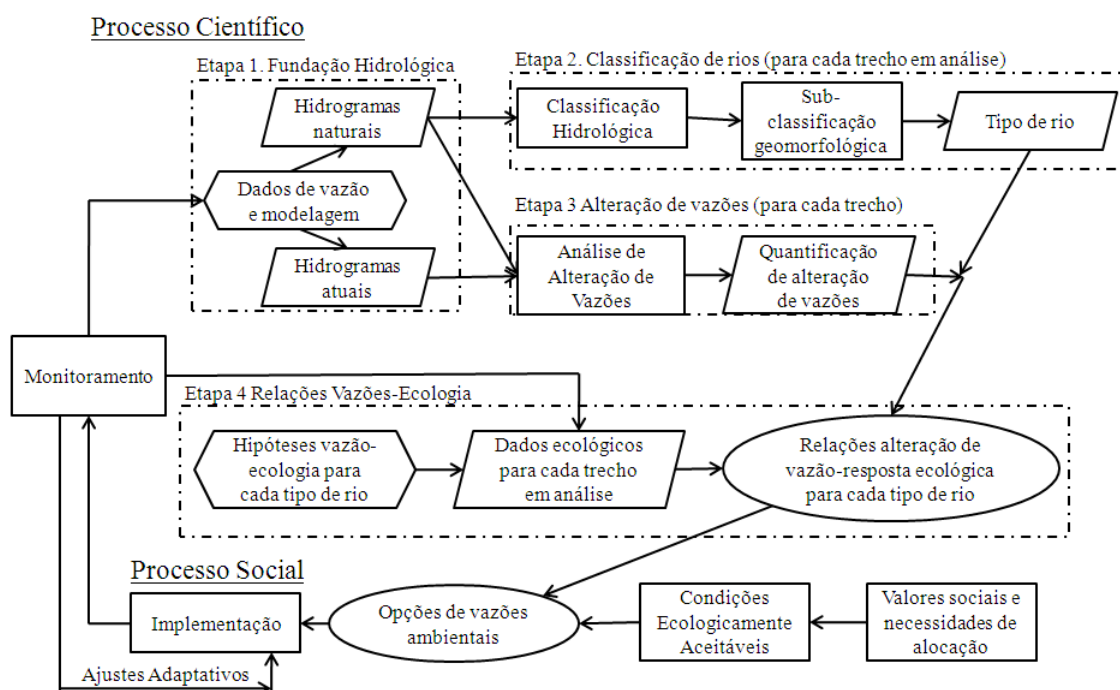 Processo Científico
Etapa 1. Fundação Hidrológica
Hidrogramas
naturais
Dados de vazão
e modelagem
Hidrogramas
atuais
Etapa 2. Classificação de rios (para cada trecho em análise)
Classificação
Hidrológica
Sub-
classificação
geomorfológica
Tipo de rio
Etapa 3 Alteração de vazões (para cada trecho)
Análise de
Alteração de
Vazões
Quantificação
de alteração
de vazões
Monitoramento
Etapa 4 Relações Vazões-Ecologia
Hipóteses vazão-
ecologia para
cada tipo de rio
Dados ecológicos
para cada trecho
em análise
Relações alteração de
vazão-resposta ecológica
para cada tipo de rio
Processo Social
Implementação
Opções de vazões
ambientais
Condições
Ecologicamente
Aceitáveis
Valores sociais e
necessidades de
alocação
Ajustes Adaptativos